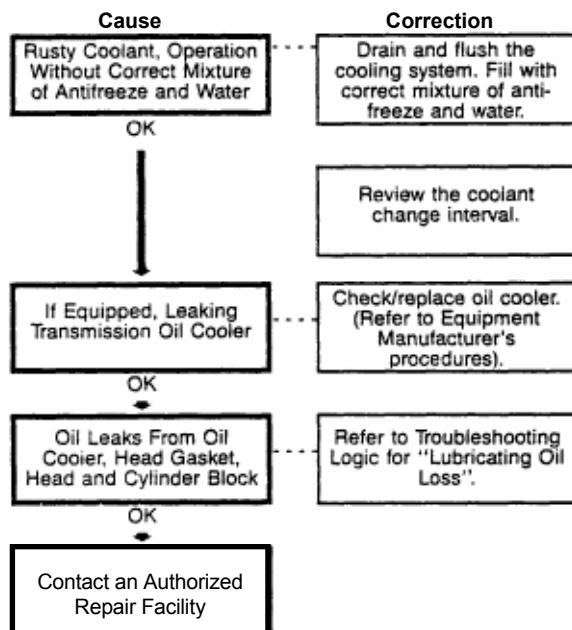 Cause
Correction
Rusty Coolant, Operation
Without Correct Mixture
of Antifreeze and Water
Drain and flush the
cooling system. Fill with
correct mixture of anti-
freeze and water.
OK
Review the coolant
change interval.
If Equipped, Leaking
Transmission Oil Cooler
Check/replace oil cooler.
(Refer to Equipment
Manufacturer's
procedures).
OK
Oil Leaks From Oil
Cooler, Head Gasket,
Head and Cylinder Block
Refer to Troubleshooting
Logic for "Lubricating Oil
Loss".
OK
Contact an Authorized
Repair Facility